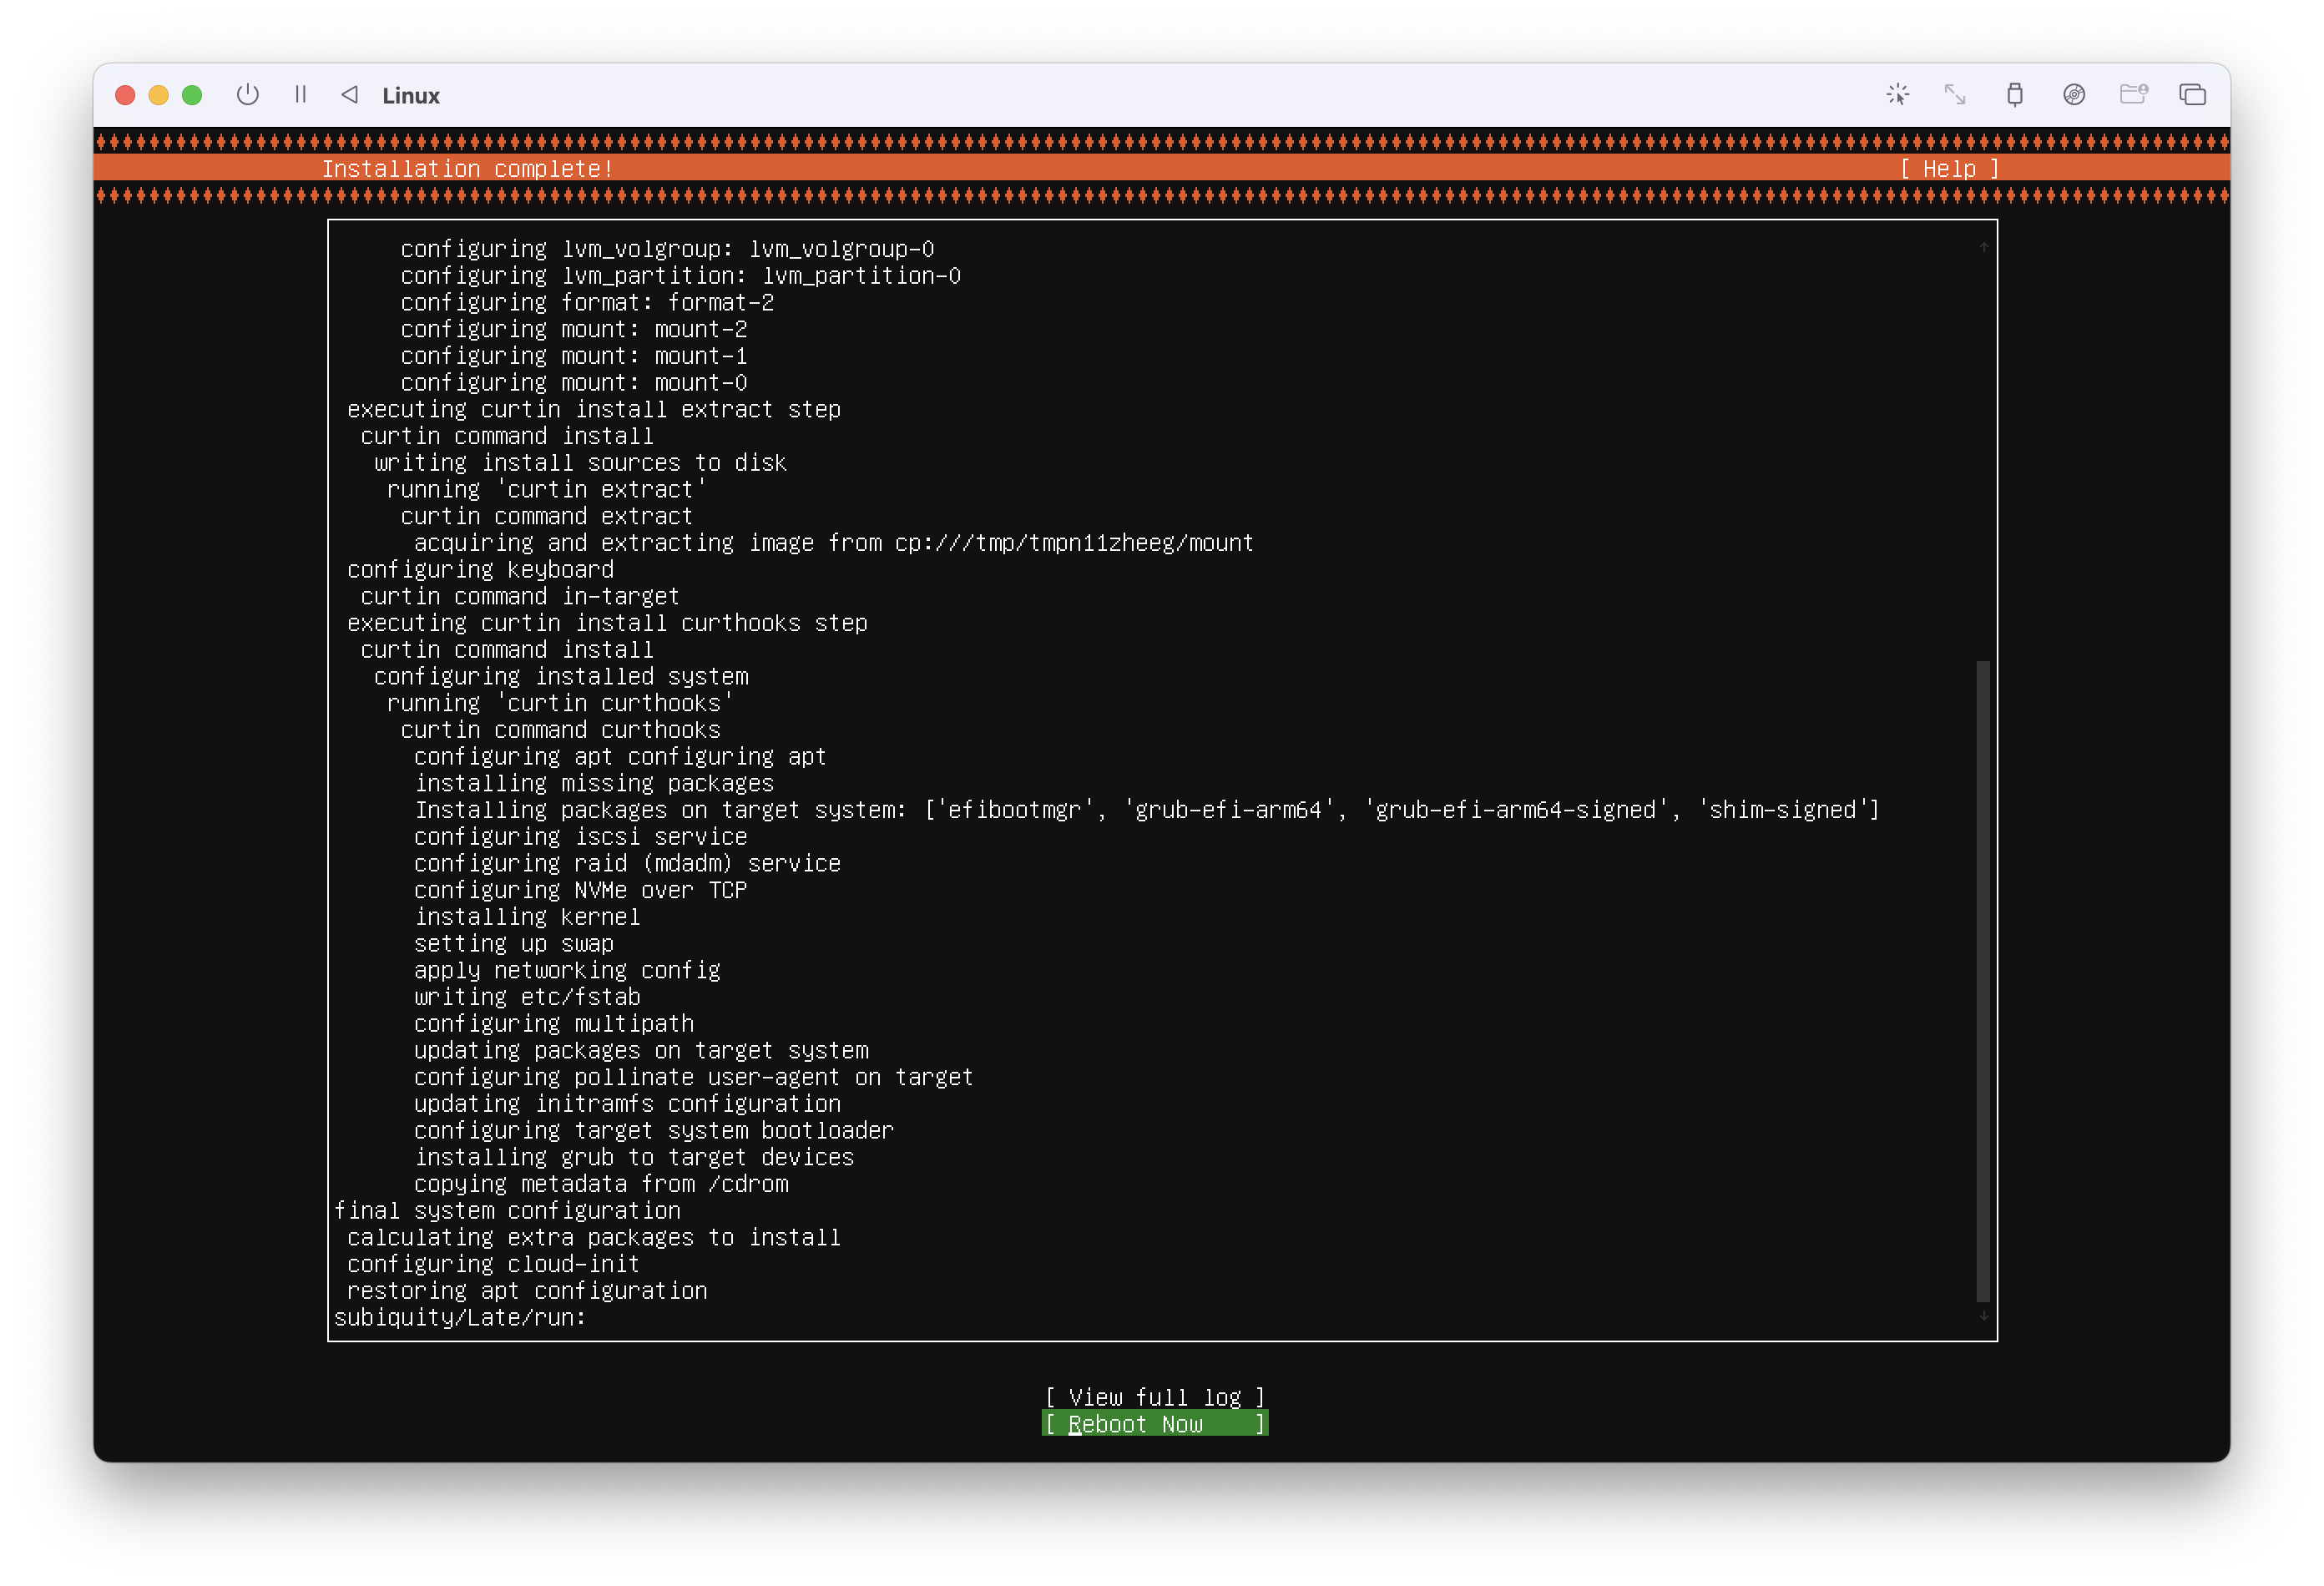 Linux
Installation complete! [ Help ]
configuring lvm_volgroup: lvm_volgroup-0
configuring lvm_partition: lvm_partition-0
configuring format: format-2
configuring mount: mount-2
configuring mount: mount-1
configuring mount: mount-0
executing curtin install extract step
curtin command install
writing install sources to disk
running 'curtin extract'
curtin command extract
acquiring and extracting image from cp:///tmp/tmpn11zheeg/mount
configuring keyboard
curtin command in-target
executing curtin install curthooks step
curtin command install
configuring installed system
running 'curtin curthooks'
curtin command curthooks
configuring apt configuring apt
installing missing packages
Installing packages on target system: ['efibootmgr', 'grub-efi-arm64', 'grub-efi-arm64-signed', 'shim-signed']
configuring iscsi service
configuring raid (mdadm) service
configuring NVMe over TCP
installing kernel
setting up swap
apply networking config
writing etc/fstab
configuring multipath
updating packages on target system
configuring pollinate user-agent on target
updating initramfs configuration
configuring target system bootloader
installing grub to target devices
copying metadata from /cdrom
final system configuration
calculating extra packages to install
configuring cloud-init
restoring apt configuration
subiquity/Late/run:
[ View full log ]
[ Reboot Now ]